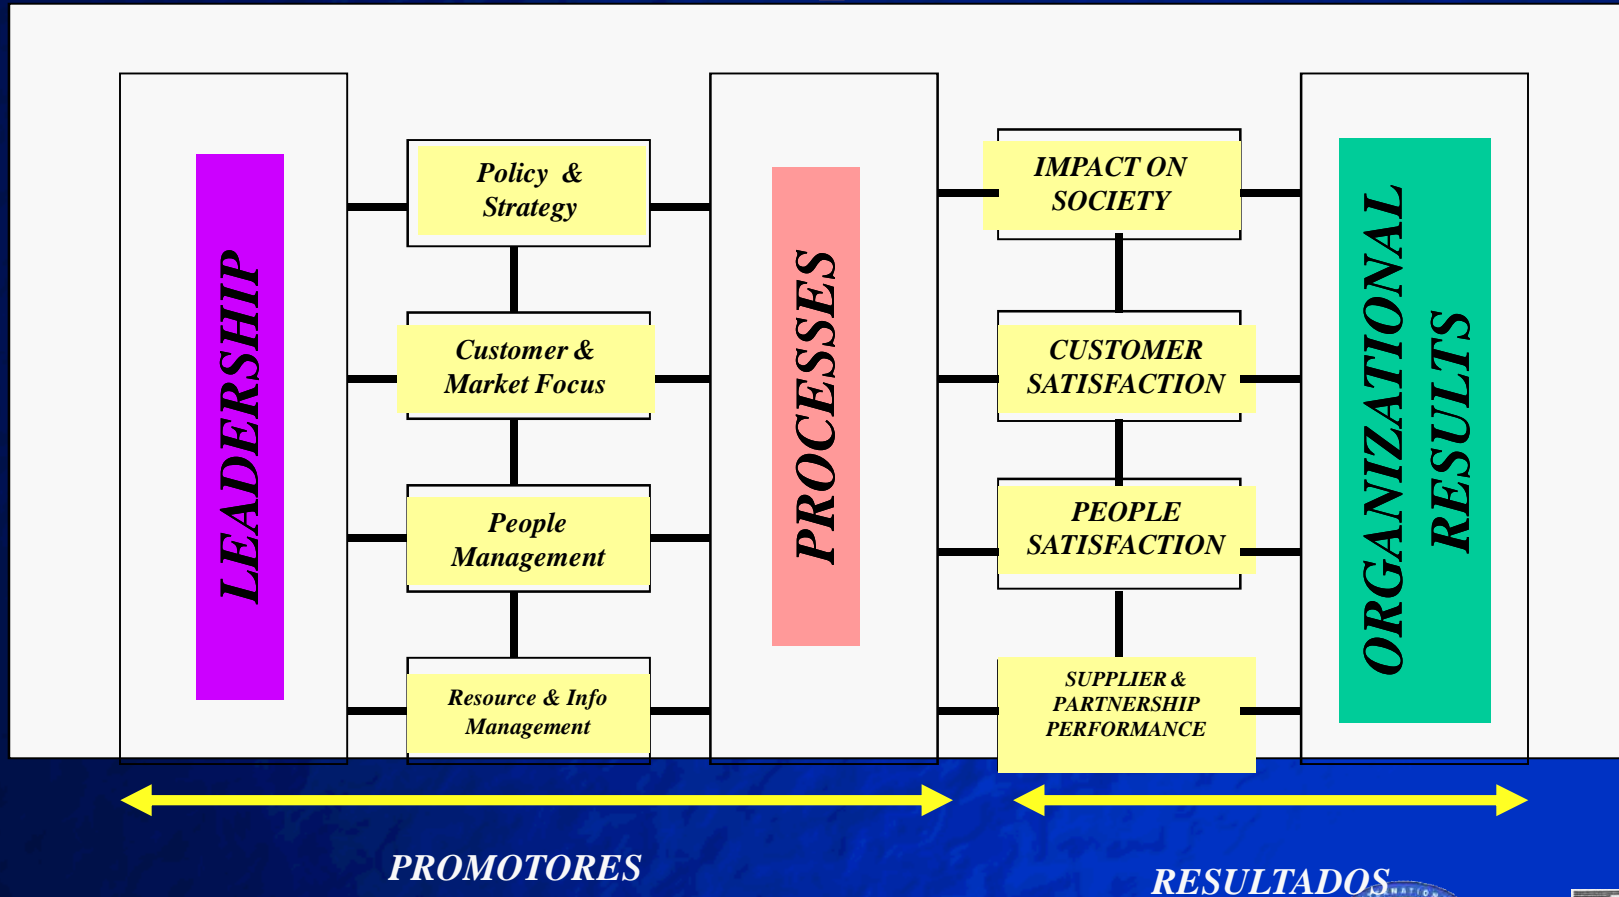 LEADERSHIP
Policy &
Strategy
Customer &
Market Focus
People
Management
Resource & Info
Management
PROCESSES
IMPACT ON
SOCIETY
CUSTOMER
SATISFACTION
PEOPLE
SATISFACTION
SUPPLIER &
PARTNERSHIP
PERFORMANCE
ORGANIZATIONAL
RESULTS
PROMOTORES
RESULTADOS